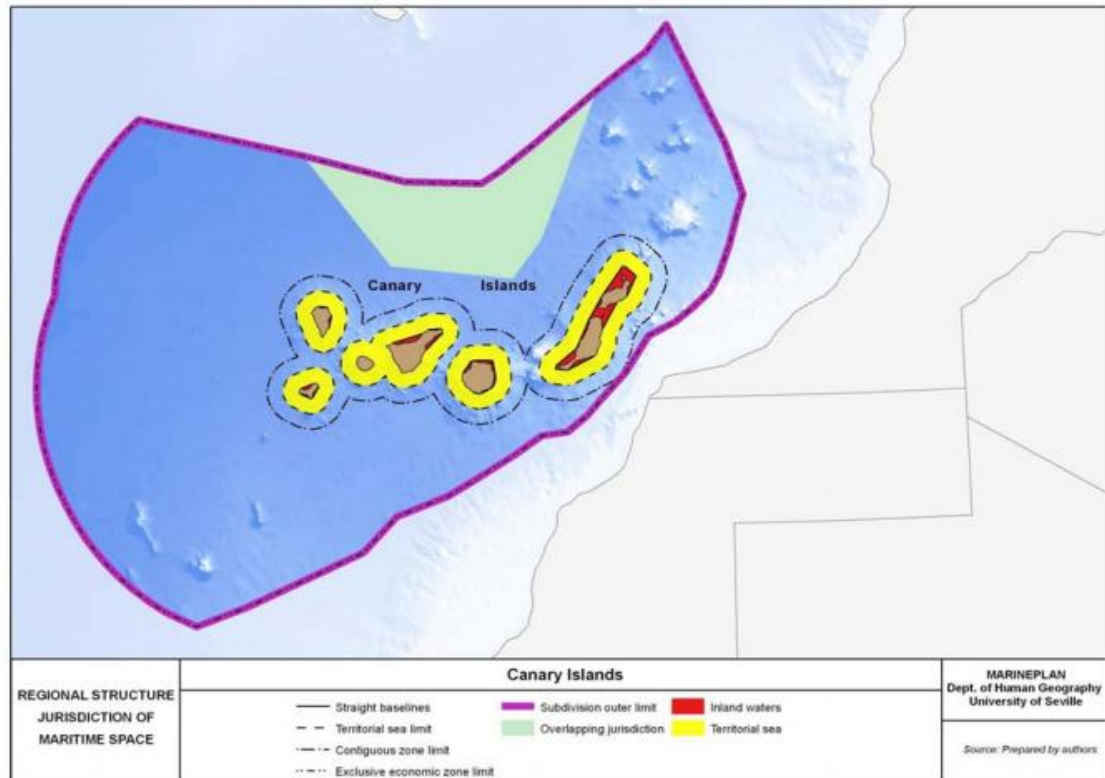 Canary Islands
REGIONAL STRUCTURE
JURISDICTION OF
MARITIME SPACE
Canary Islands
Straight baselines
Territorial sea limit
Contiguous zone limit
Exclusive economic zone limit
Subdivision outer limit
Overlapping jurisdiction
Inland waters
Territorial sea
MARINEPLAN
Dept. of Human Geography
University of Seville
Source: Prepared by authors